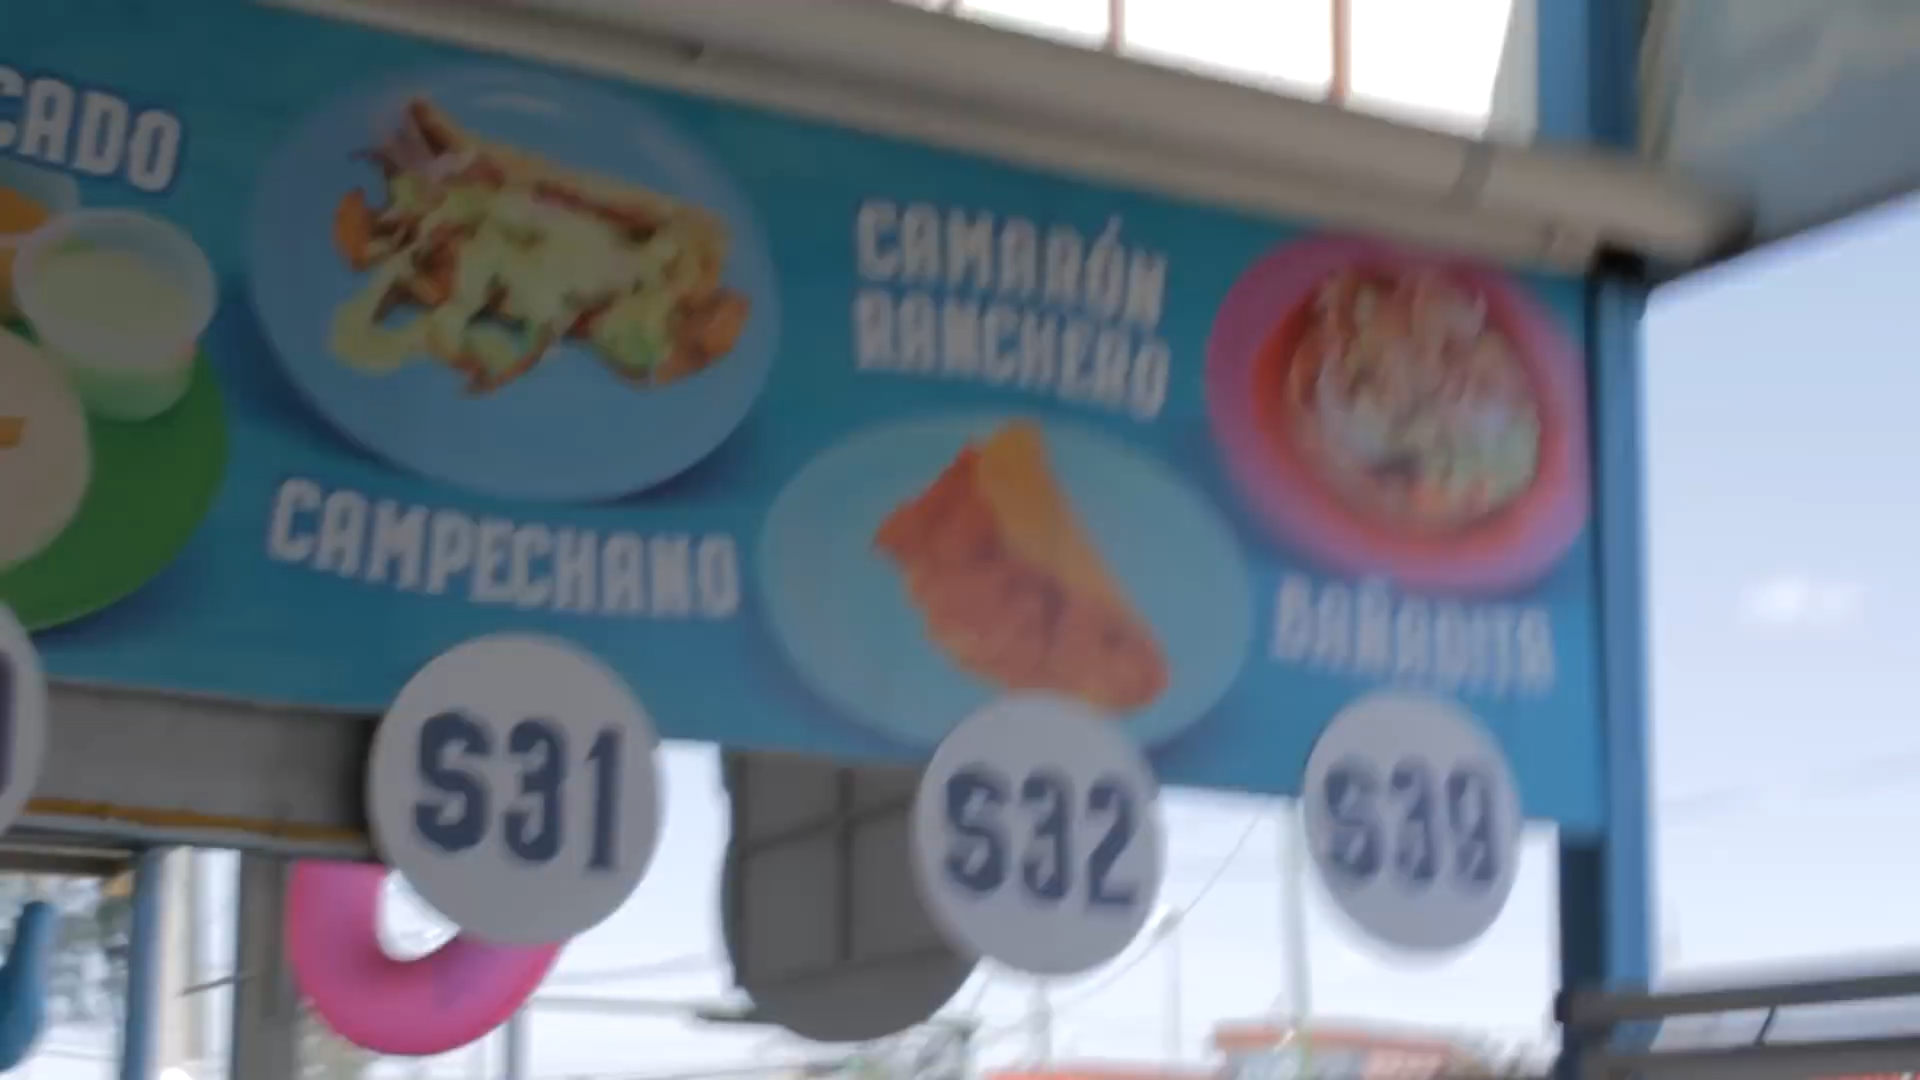 CADO
CAMPECHANO
$31
CAMARÓN
RANCHERO
$32
BAÑADITA